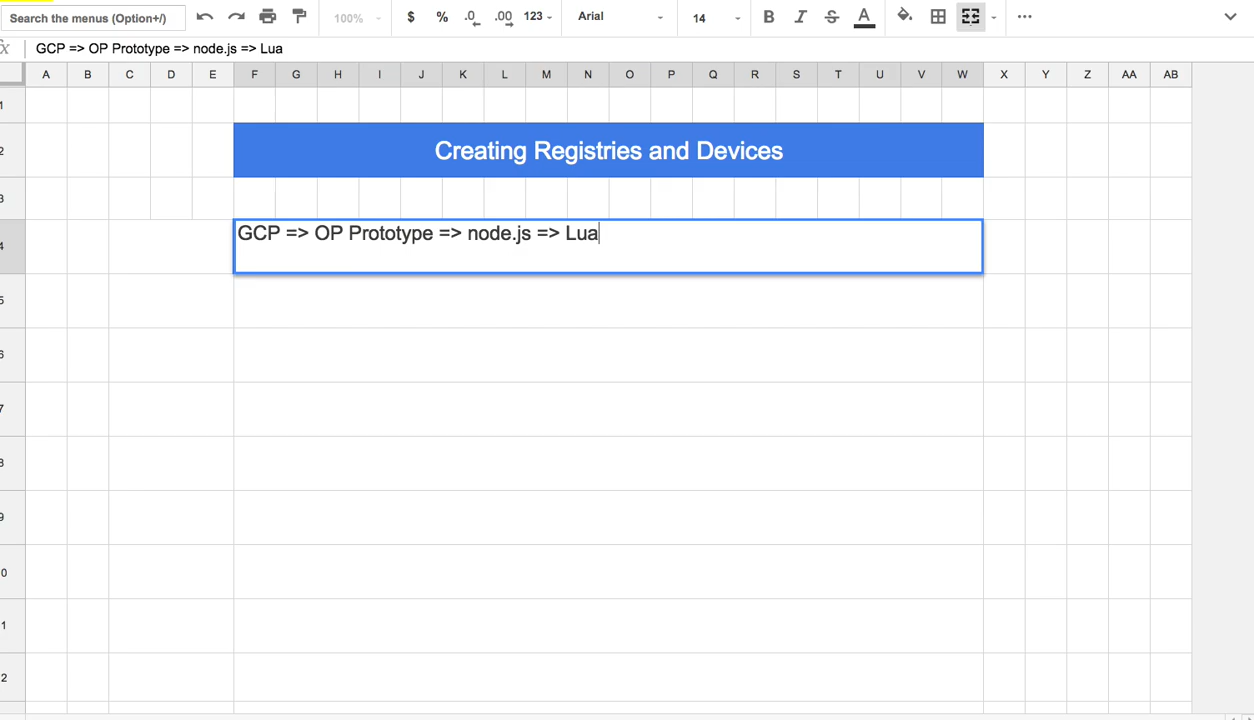 Search the menus (Option+/)
100%
$
%
.0
.00
123
Arial
14
B
I
S
A
fx
GCP => OP Prototype => node.js => Lua
A B C D E F G H I J K L M N O P Q R S T U V W X Y Z AA AB
1
2
Creating Registries and Devices
3
4
GCP => OP Prototype => node.js => Lua
5
6
7
8
9
0
1
2